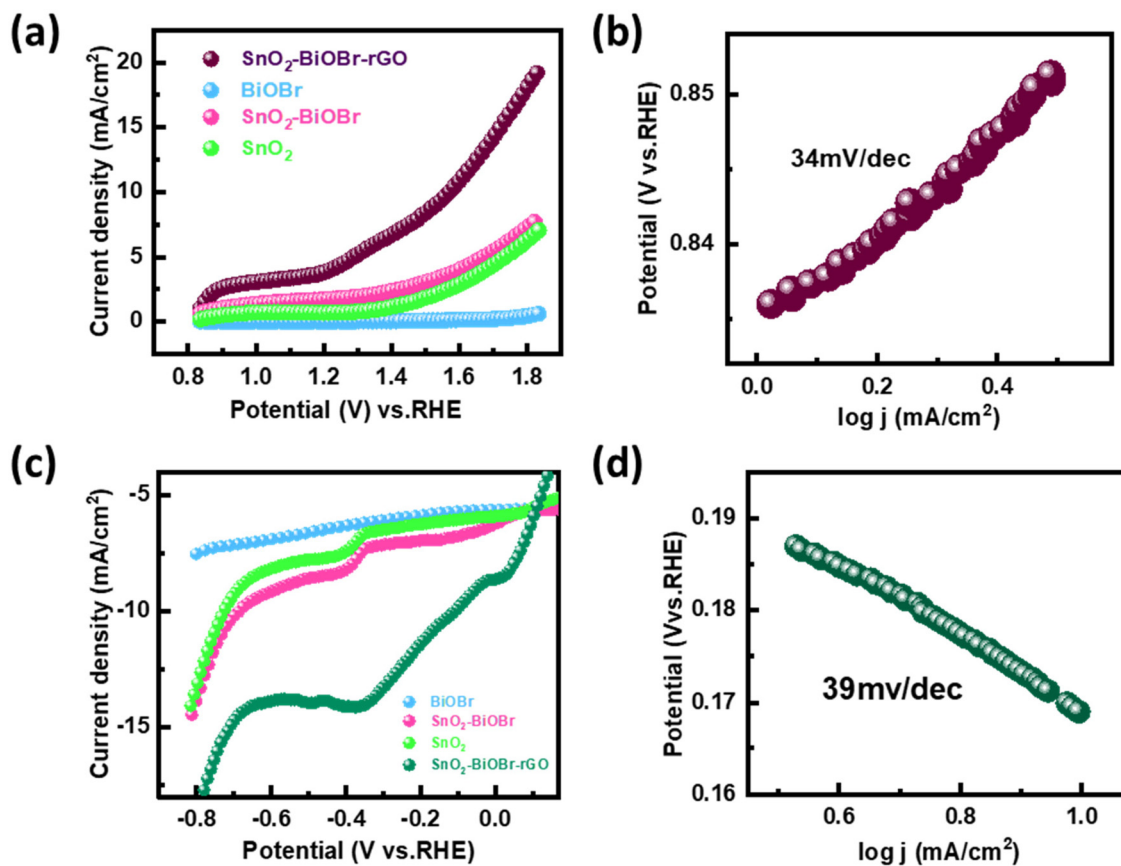 (a)
SnO₂-BiOBr-rGO
BiOBr
SnO₂-BiOBr
SnO₂
20
15
10
5
0
0.8 1.0 1.2 1.4 1.6 1.8
Current density (mA/cm²)
Potential (V) vs.RHE
(b)
34mV/dec
0.85
0.84
0.0 0.2 0.4
Potential (V vs.RHE)
log j (mA/cm²)
(c)
-5
-10
-15
BiOBr
SnO₂-BiOBr
SnO₂
SnO₂-BiOBr-rGO
-0.8 -0.6 -0.4 -0.2 0.0
Current density (mA/cm²)
Potential (V vs.RHE)
(d)
0.19
0.18
0.17
0.16
39mv/dec
0.6 0.8 1.0
Potential (Vvs.RHE)
log j (mA/cm²)